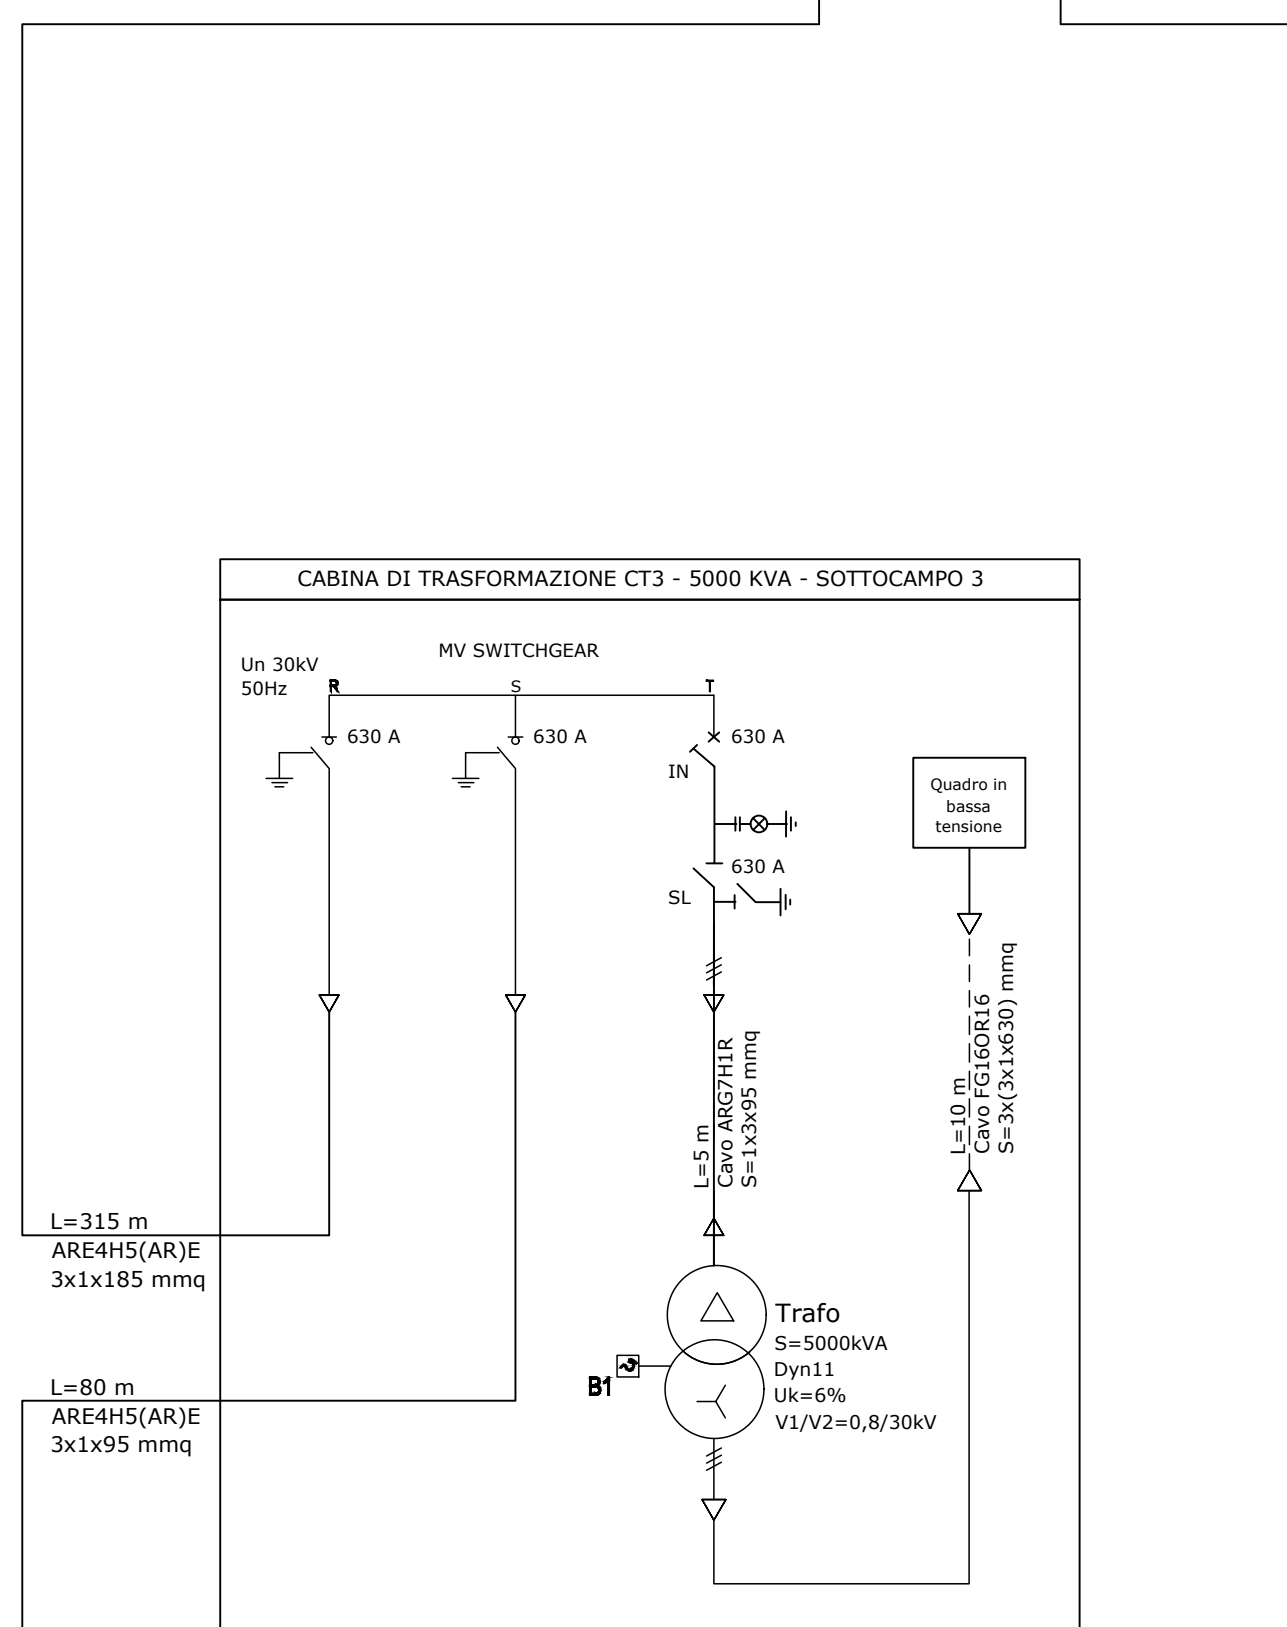 CABINA DI TRASFORMAZIONE CT3 - 5000 KVA - SOTTOCAMPO 3
MV SWITCHGEAR
Un 30kV
50Hz
R
S
T
630 A
630 A
630 A
IN
630 A
SL
Quadro in
bassa
tensione
L=5 m
Cavo ARG7H1R
S=1x3x95 mmq
L=10 m
Cavo FG16OR16
S=3x(3x1x630) mmq
L=315 m
ARE4H5(AR)E
3x1x185 mmq
L=80 m
ARE4H5(AR)E
3x1x95 mmq
B1
Trafo
S=5000kVA
Dyn11
Uk=6%
V1/V2=0,8/30kV